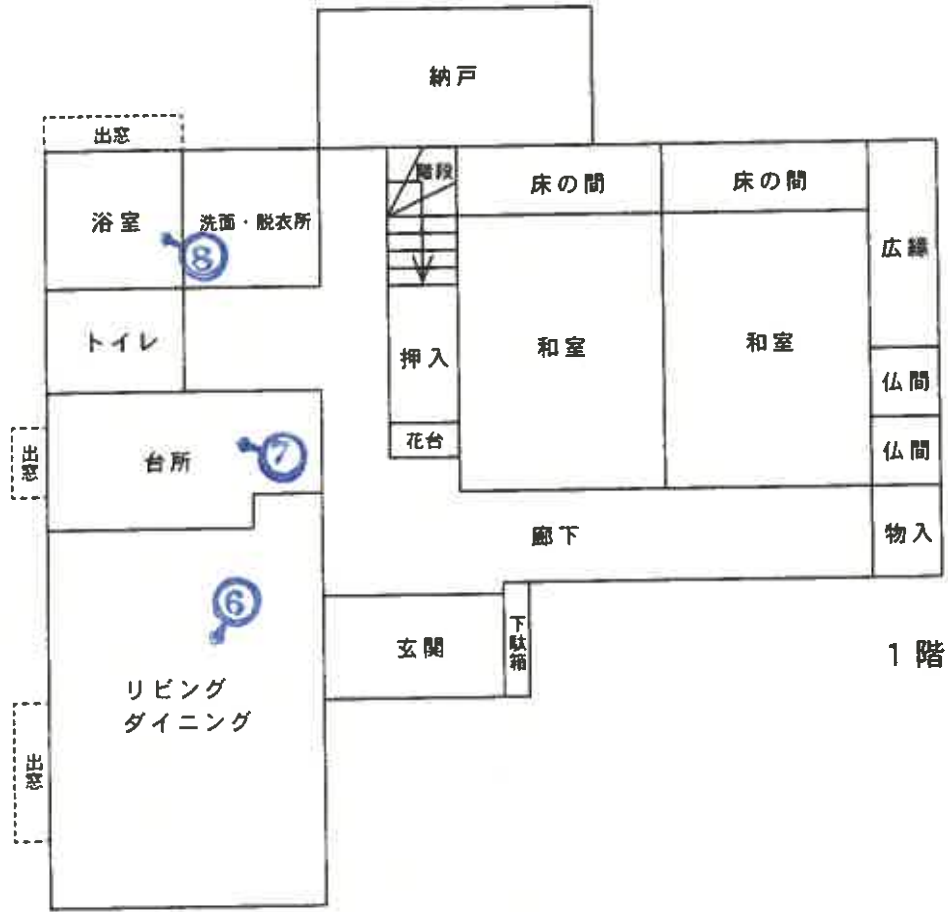 納戸
出窓
階段
床の間
床の間
浴室
洗面・脱衣所
広縁
⑧
トイレ
押入
和室
和室
仏間
花台
仏間
出窓
台所
⑦
廊下
物入
⑥
玄関
下駄箱
1階
リビング
ダイニング
出窓